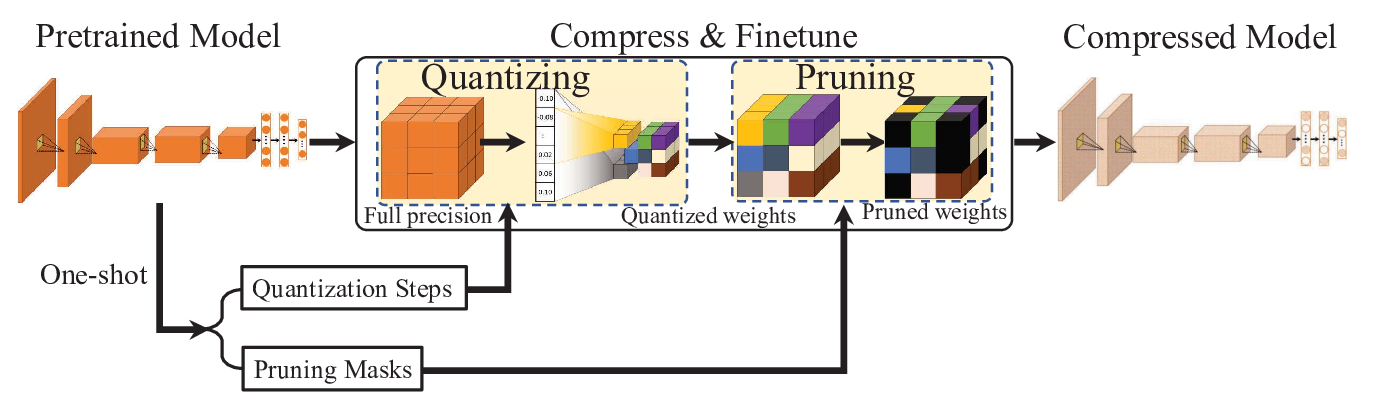 Pretrained Model
Compress & Finetune
Compressed Model
Quantizing
Pruning
0.10
-0.08
:
0.02
0.06
0.10
Full precision
Quantized weights
Pruned weights
One-shot
Quantization Steps
Pruning Masks